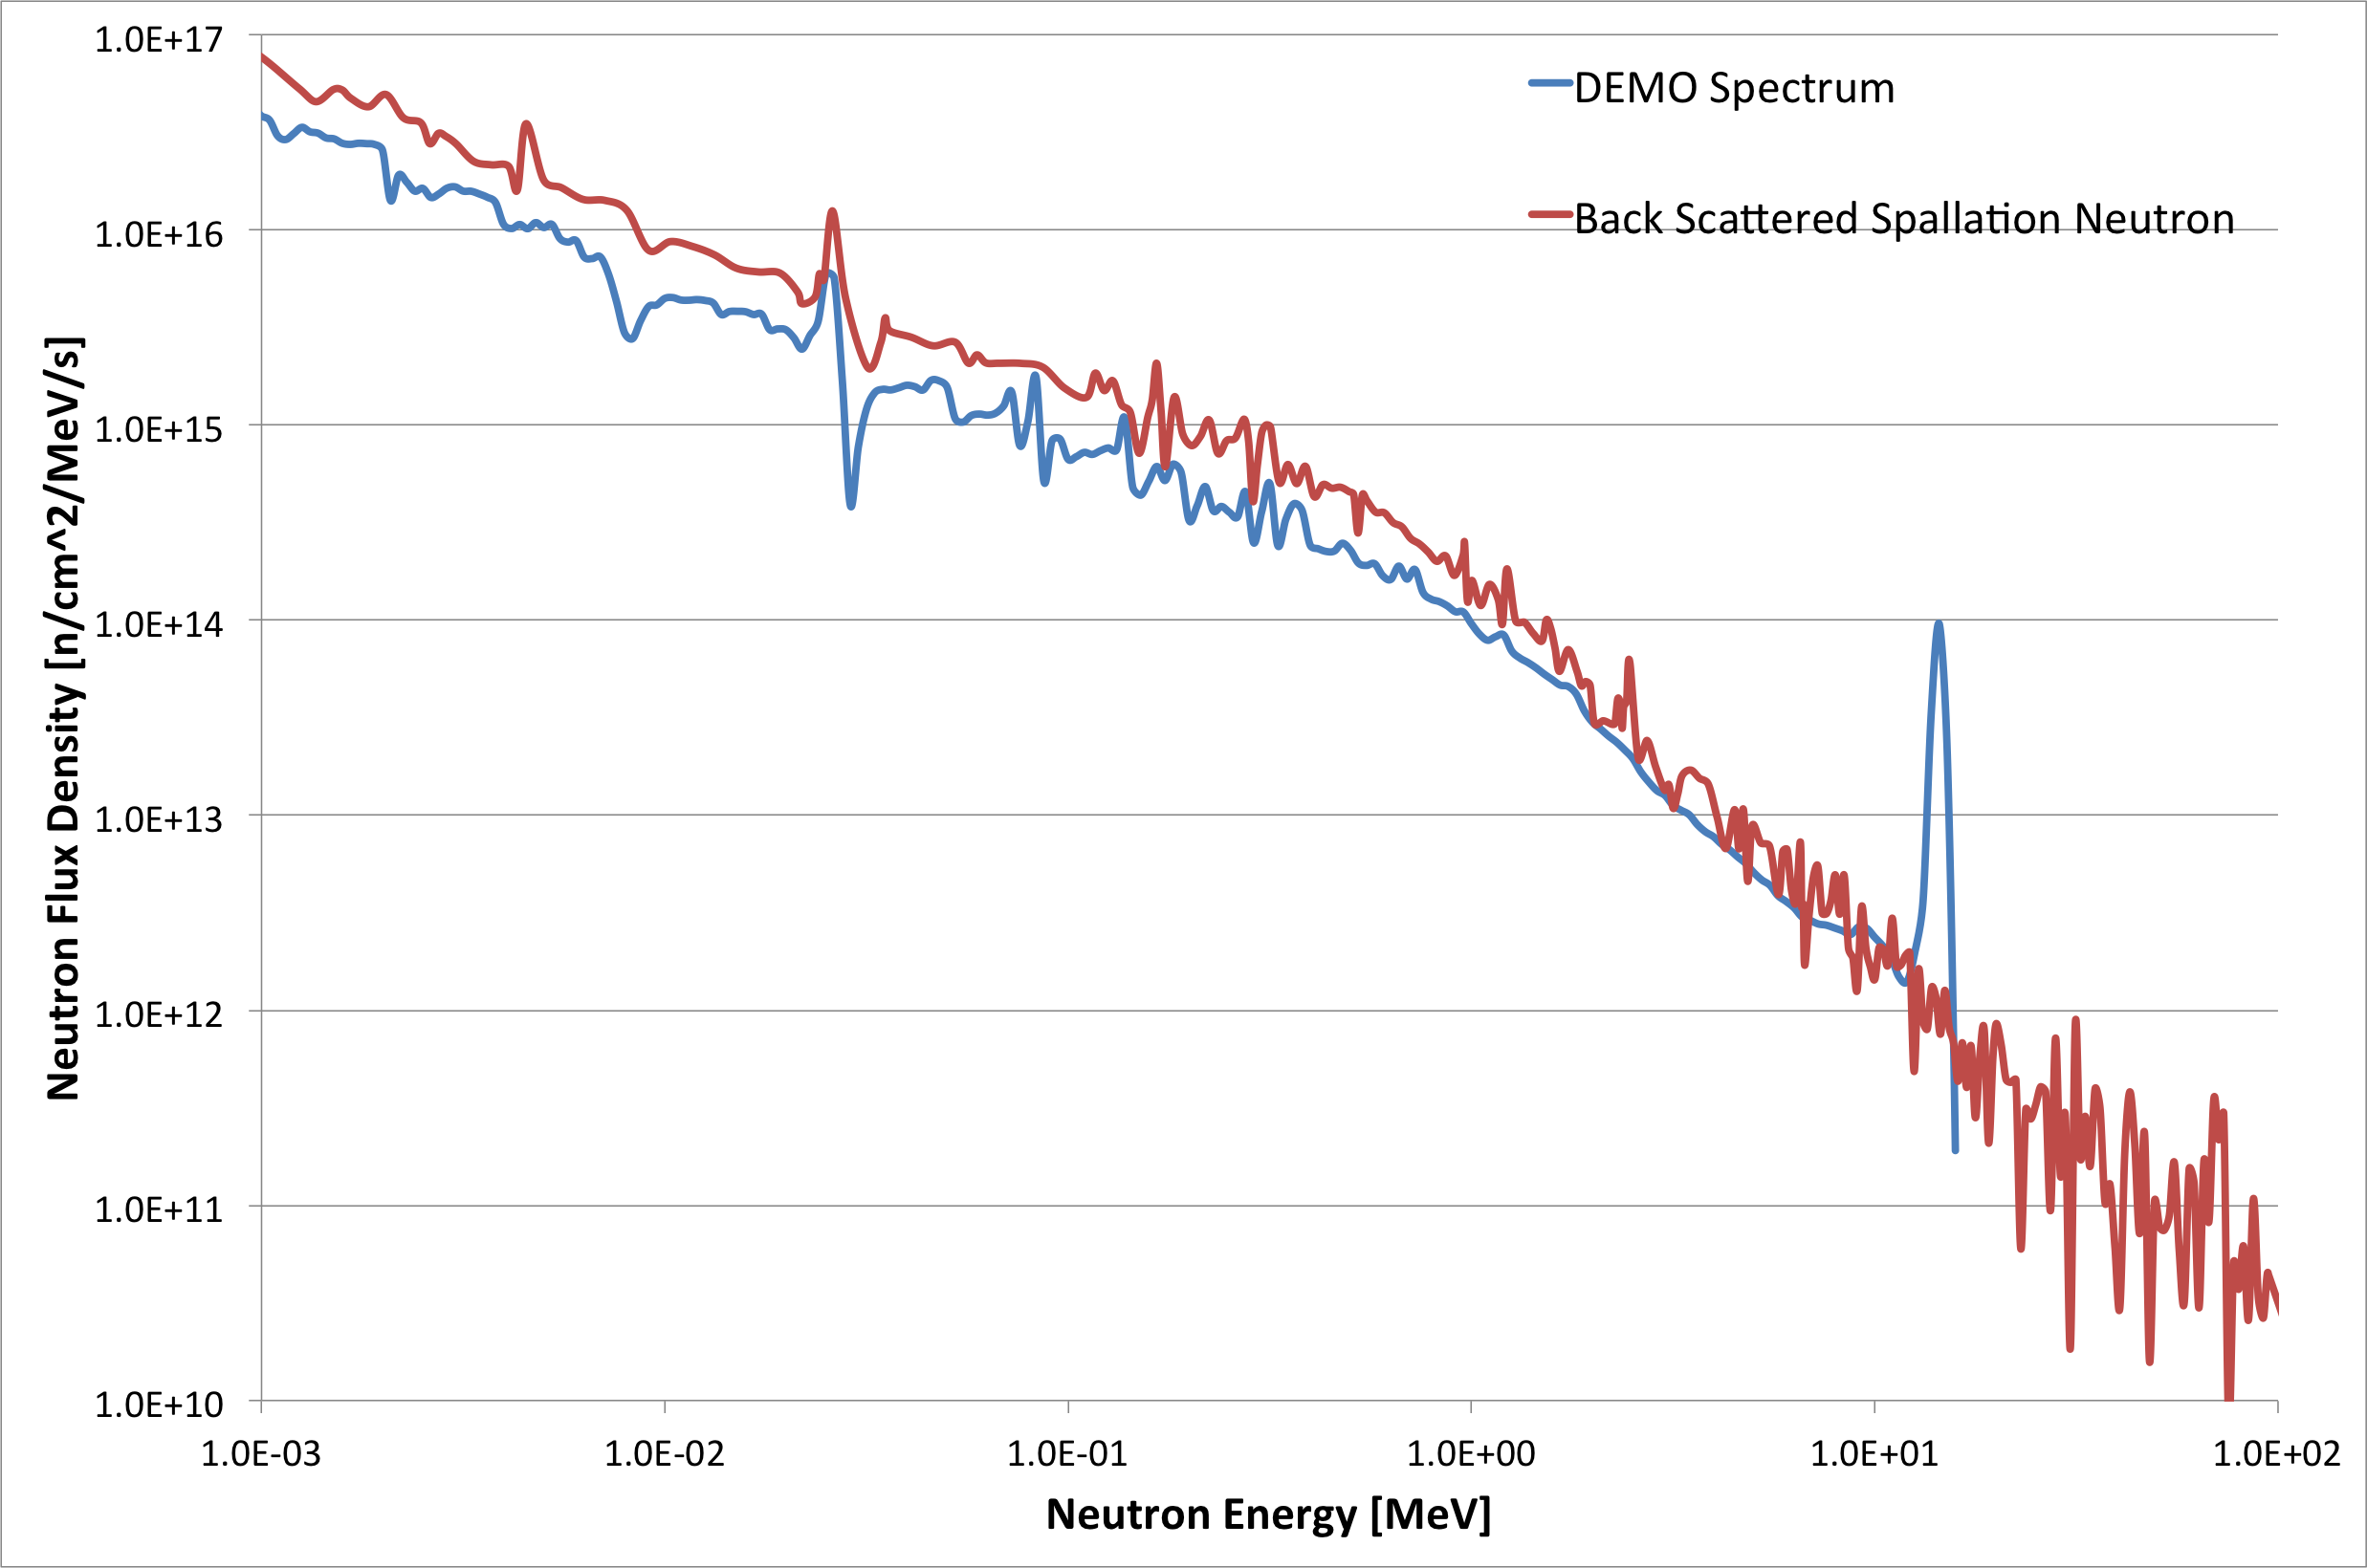 1.0E+17
1.0E+16
1.0E+15
1.0E+14
1.0E+13
1.0E+12
1.0E+11
1.0E+10
Neutron Flux Density [n/cm^2/MeV/s]
DEMO Spectrum
Back Scattered Spallation Neutron
1.0E-03 1.0E-02 1.0E-01 1.0E+00 1.0E+01 1.0E+02
Neutron Energy [MeV]